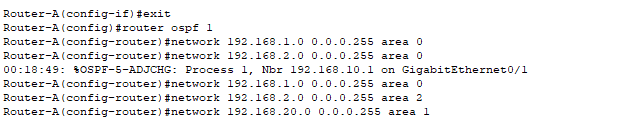 Router-A(config-if)#exit
Router-A(config)#router ospf 1
Router-A(config-router)#network 192.168.1.0 0.0.0.255 area 0
Router-A(config-router)#network 192.168.2.0 0.0.0.255 area 0
00:18:49: %OSPF-5-ADJCHG: Process 1, Nbr 192.168.10.1 on GigabitEthernet0/1
Router-A(config-router)#network 192.168.1.0 0.0.0.255 area 0
Router-A(config-router)#network 192.168.2.0 0.0.0.255 area 2
Router-A(config-router)#network 192.168.20.0 0.0.0.255 area 1